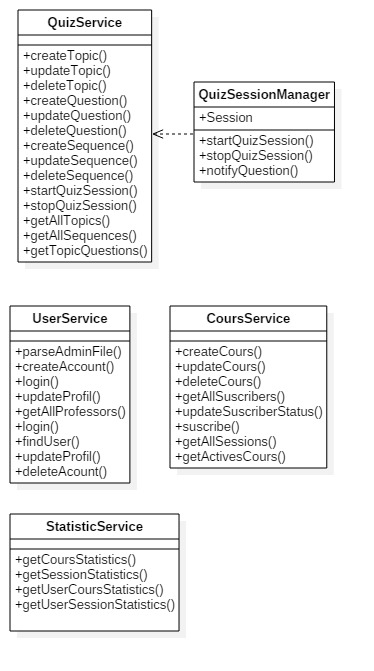 QuizService
+createTopic()
+updateTopic()
+deleteTopic()
+createQuestion()
+updateQuestion()
+deleteQuestion()
+createSequence()
+updateSequence()
+deleteSequence()
+startQuizSession()
+stopQuizSession()
+getAllTopics()
+getAllSequences()
+getTopicQuestions()
QuizSessionManager
+Session
+startQuizSession()
+stopQuizSession()
+notifyQuestion()
UserService
+parseAdminFile()
+createAccount()
+login()
+updateProfil()
+getAllProfessors()
+login()
+findUser()
+updateProfil()
+deleteAcount()
CoursService
+createCours()
+updateCours()
+deleteCours()
+getAllSuscribers()
+updateSuscriberStatus()
+suscribe()
+getAllSessions()
+getActivesCours()
StatisticService
+getCoursStatistics()
+getSessionStatistics()
+getUserCoursStatistics()
+getUserSessionStatistics()